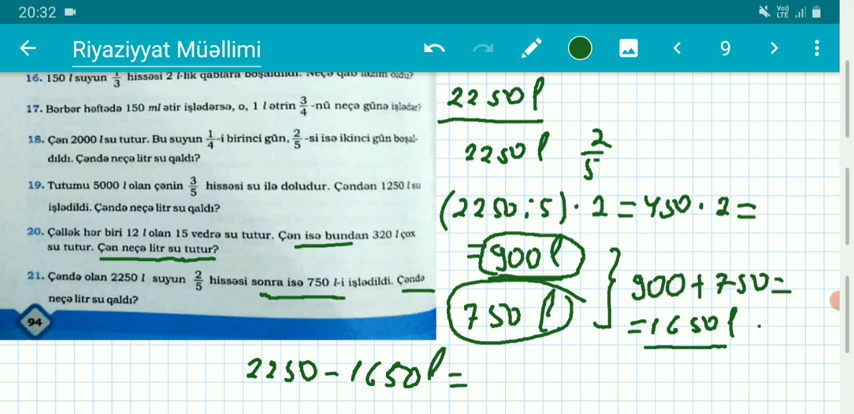 20:32
Vo)) LTE
Riyaziyyat Müəllimi
9
16. 150 l suyun 1/3 hissəsi 2 l-lik qablara boşaldıldı. Neçə qab lazım oldu?
17. Bərbər həftədə 150 ml ətir işlədərsə, o, 1 l ətrin 3/4 -nü neçə günə işlədər?
18. Çən 2000 l su tutur. Bu suyun 1/4 -i birinci gün, 2/5 -si isə ikinci gün boşal-
dıldı. Çəndə neçə litr su qaldı?
19. Tutumu 5000 l olan çənin 3/5 hissəsi su ilə doludur. Çəndən 1250 l su
işlədildi. Çəndə neçə litr su qalur?
20. Çəllək hər biri 12 l olan 15 vedrə su tutur. Çən isə bundan 320 l çox
su tutur. Çən neçə litr su tutur?
21. Çəndə olan 2250 l suyun 2/5 hissəsi sonra isə 750 l-i işlədildi. Çəndə
neçə litr su qaldı?
94
2250 l
2250 l 2/5
(2250 : 5) · 2 = 450 · 2 =
= 900 l
750 l
900 + 750 =
= 1650 l.
2250 - 1650 l =